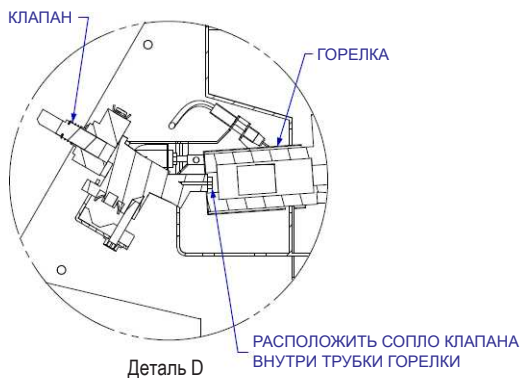 КЛАПАН
ГОРЕЛКА
РАСПОЛОЖИТЬ СОПЛО КЛАПАНА
ВНУТРИ ТРУБКИ ГОРЕЛКИ
Деталь D